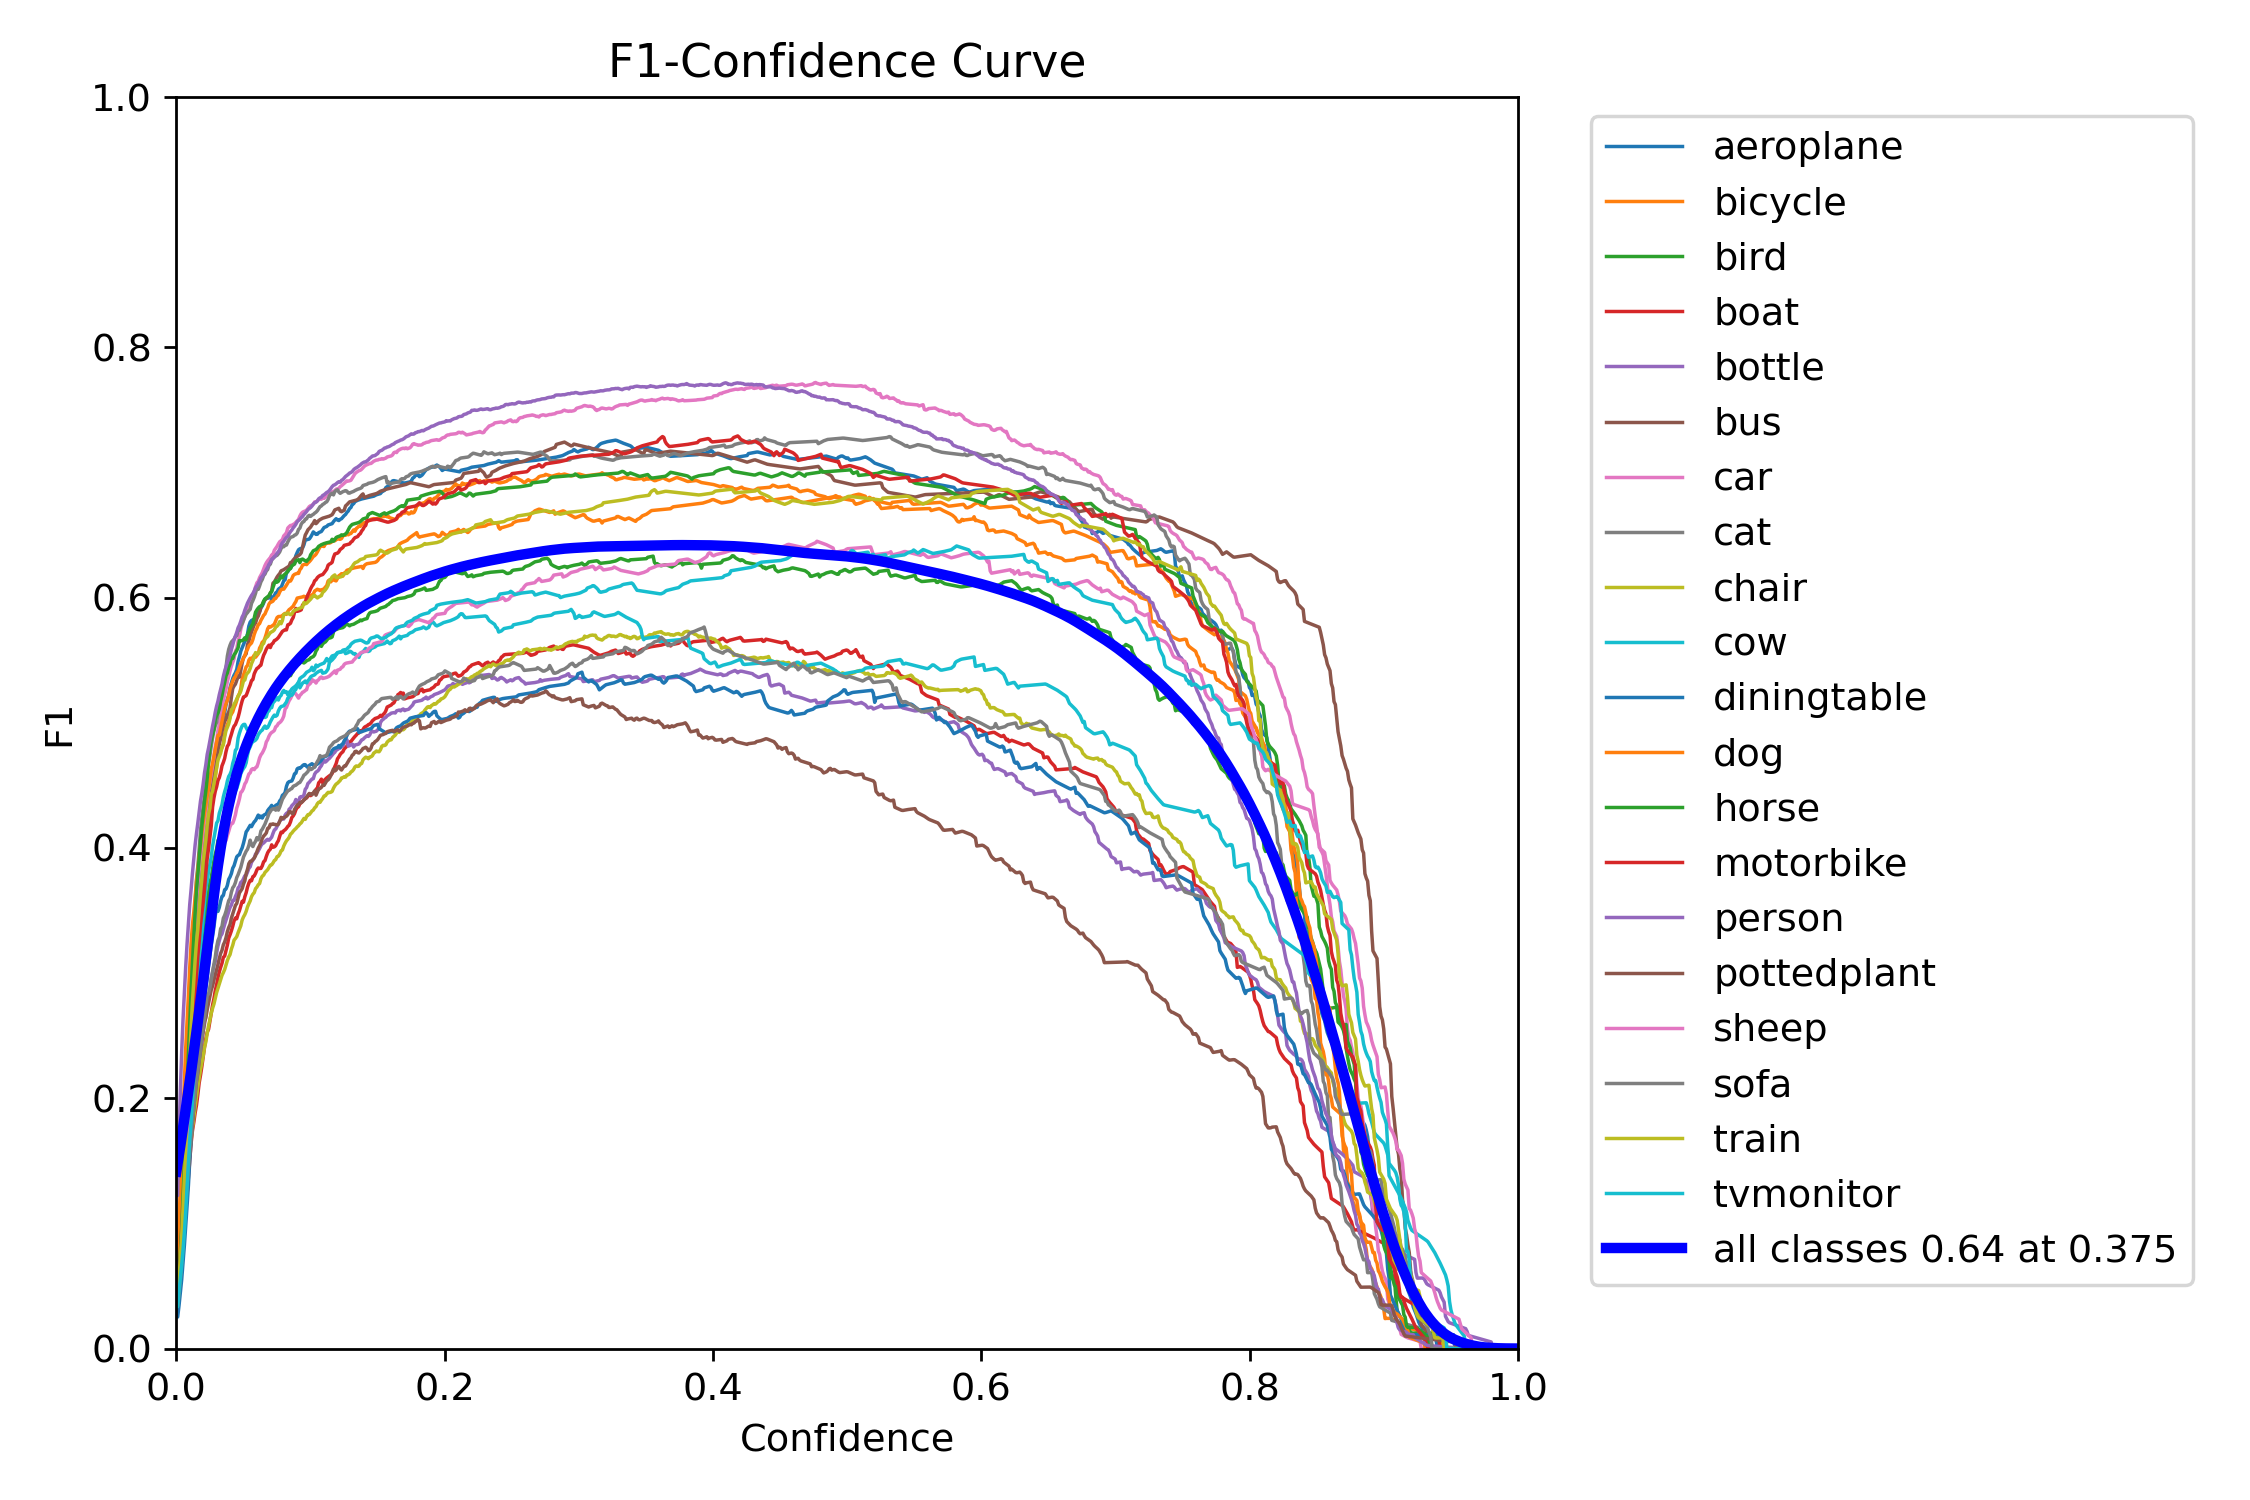 F1-Confidence Curve
1.0
0.8
0.6
0.4
0.2
0.0
F1
0.0 0.2 0.4 0.6 0.8 1.0
Confidence
aeroplane
bicycle
bird
boat
bottle
bus
car
cat
chair
cow
diningtable
dog
horse
motorbike
person
pottedplant
sheep
sofa
train
tvmonitor
all classes 0.64 at 0.375